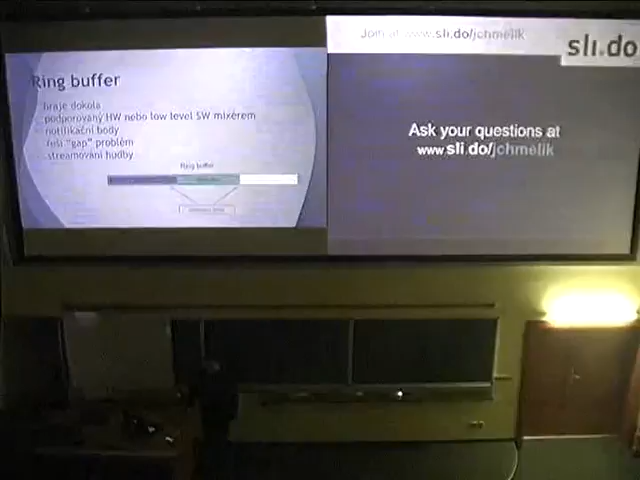 Ring buffer
hraje dokola
podporovaný HW nebo low level SW mixérem
notifikační body
řeší "gap" problém
streamování hudby
Ring buffer
Join at www.sli.do/jchmelik
sli.do
Ask your questions at
www.sli.do/jchmelik